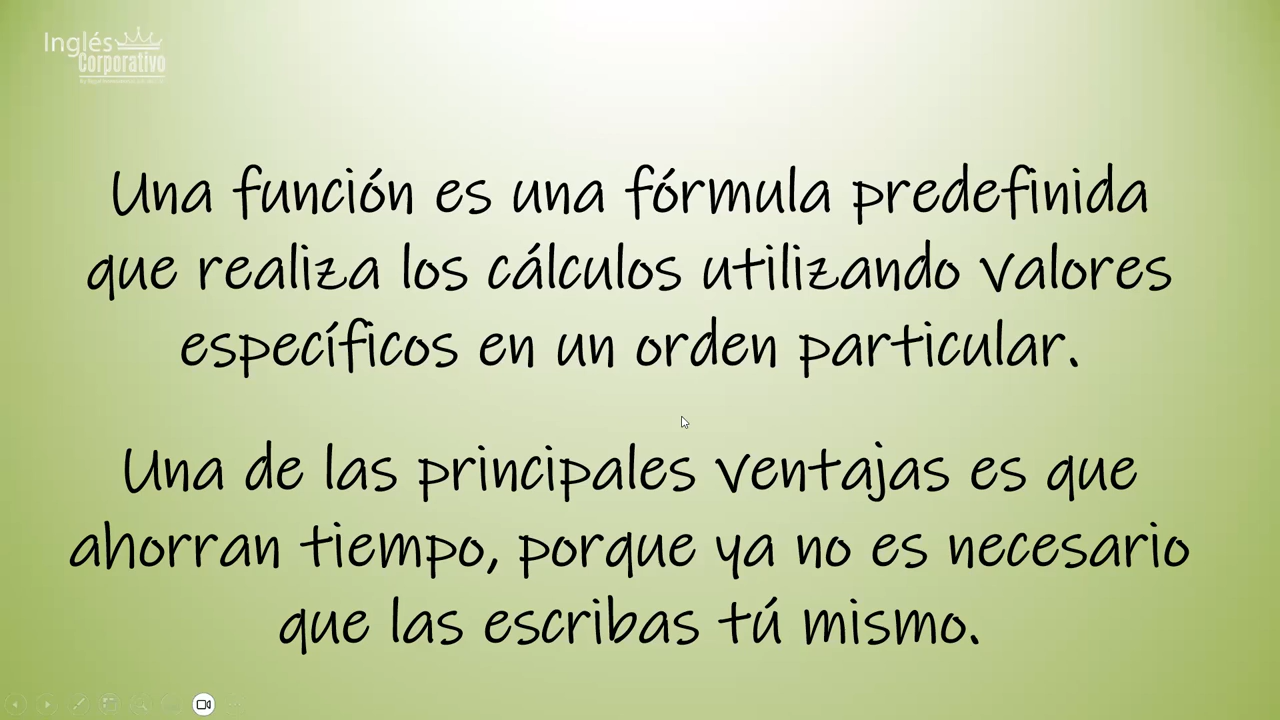 Inglés
Corporativo
Una función es una fórmula predefinida
que realiza los cálculos utilizando valores
específicos en un orden particular.
Una de las principales ventajas es que
ahorran tiempo, porque ya no es necesario
que las escribas tú mismo.